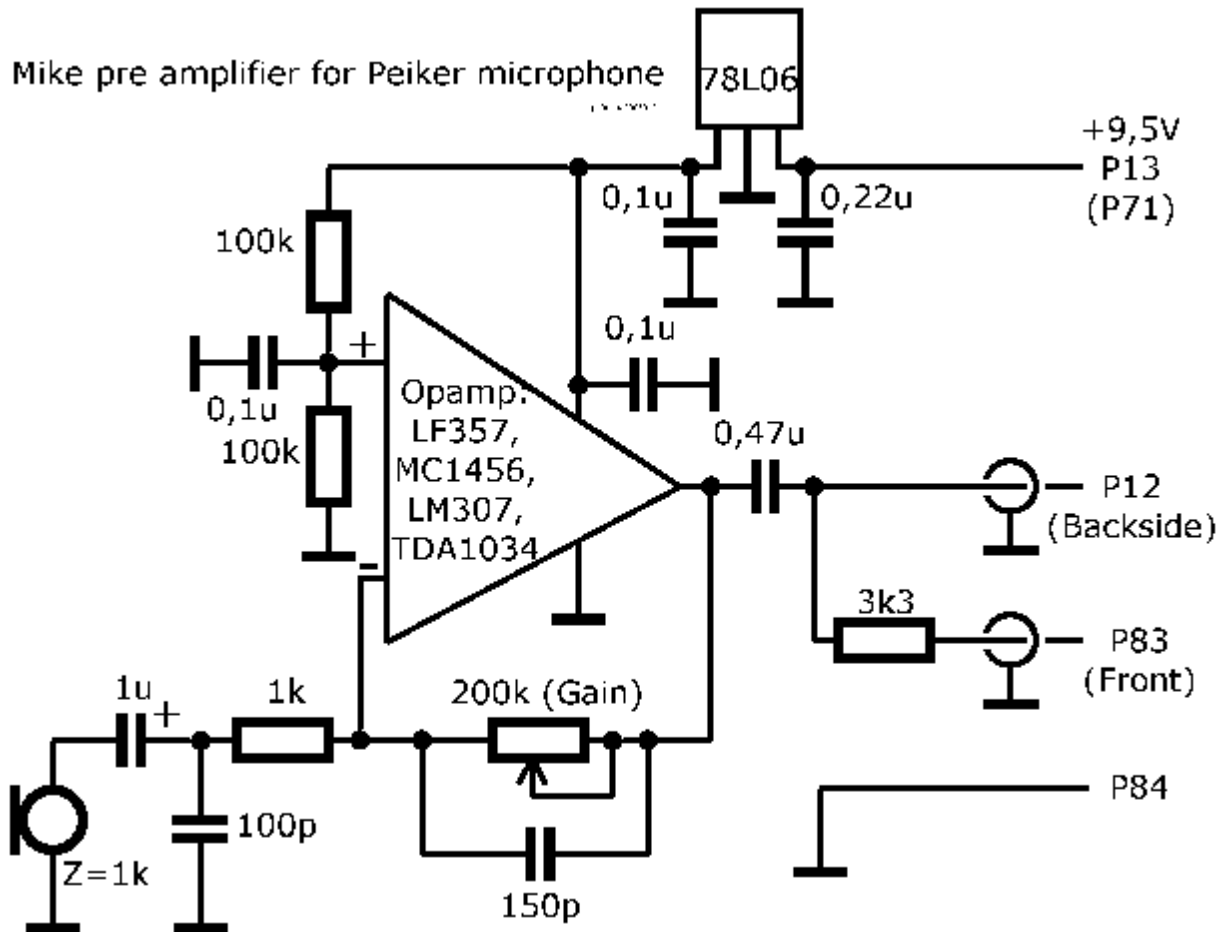 Mike pre amplifier for Peiker microphone
78L06
+9,5V
P13
(P71)
0,1u
0,22u
100k
0,1u
+
0,1u
100k
Opamp:
LF357,
MC1456,
LM307,
TDA1034
-
0,47u
P12
(Backside)
3k3
P83
(Front)
1u
+
1k
200k (Gain)
P84
100p
Z=1k
150p